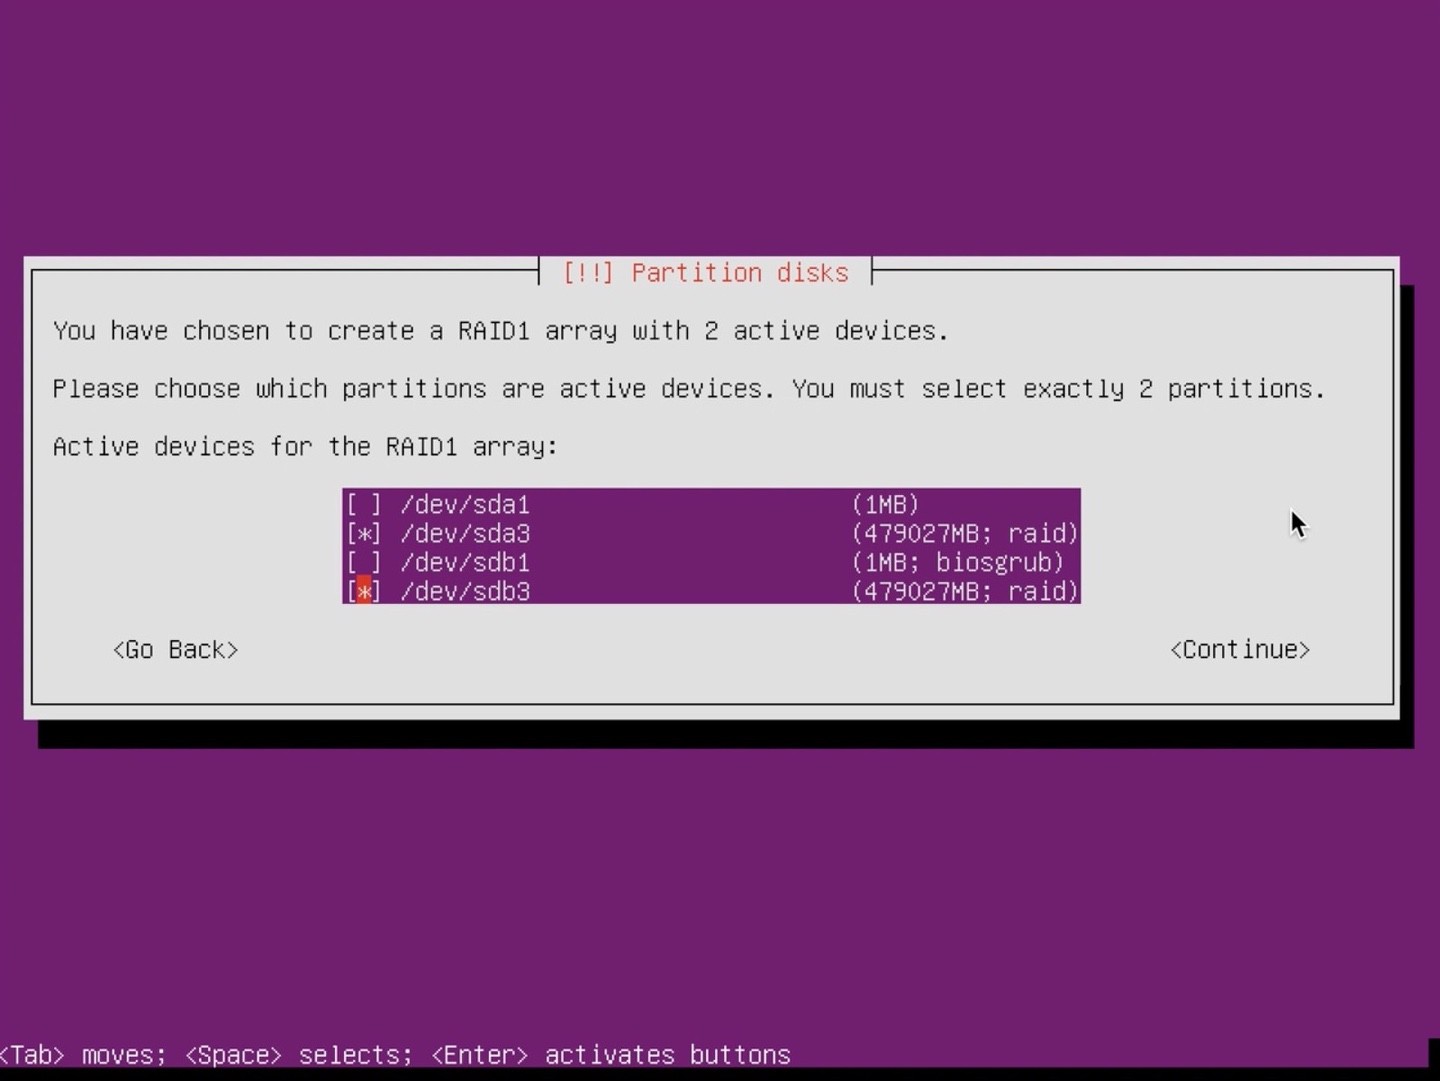 [!!] Partition disks
You have chosen to create a RAID1 array with 2 active devices.
Please choose which partitions are active devices. You must select exactly 2 partitions.
Active devices for the RAID1 array:
[ ] /dev/sda1 (1MB)
[*] /dev/sda3 (479027MB; raid)
[ ] /dev/sdb1 (1MB; biosgrub)
[*] /dev/sdb3 (479027MB; raid)
<Go Back> <Continue>
<Tab> moves; <Space> selects; <Enter> activates buttons